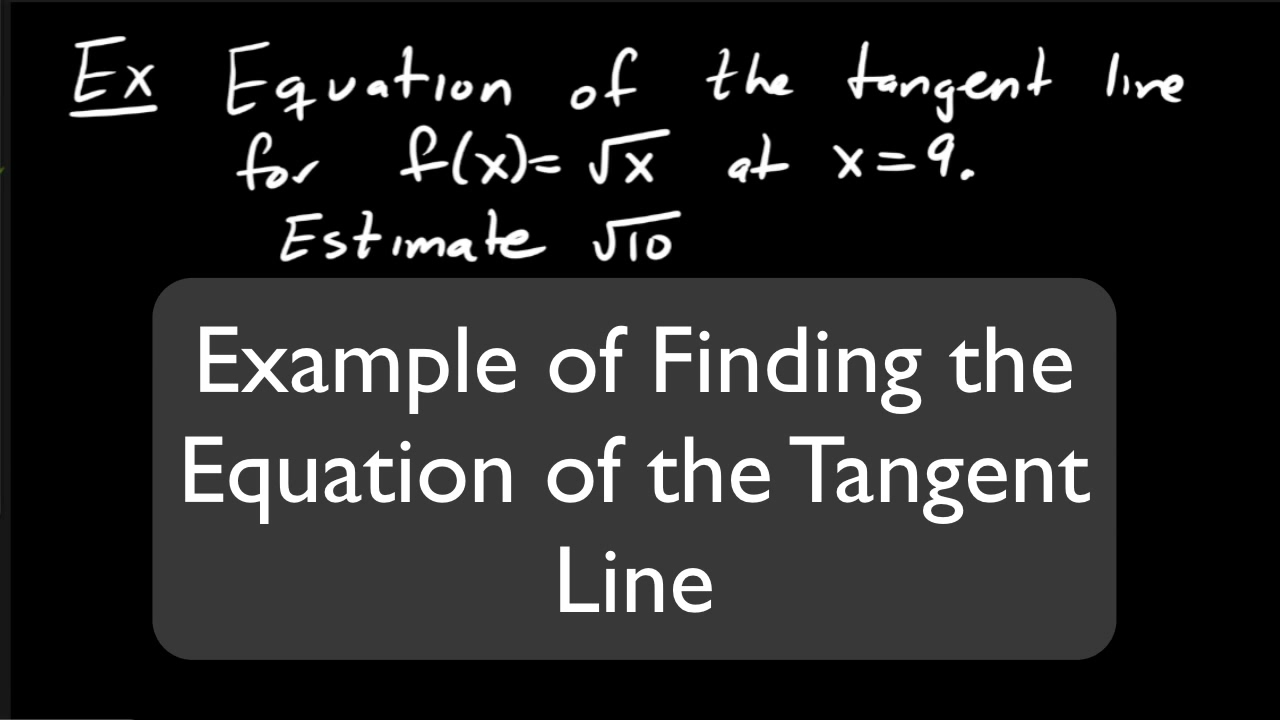 Ex Equation of the tangent line
for f(x)= √x at x=9.
Estimate √10
Example of Finding the
Equation of the Tangent
Line